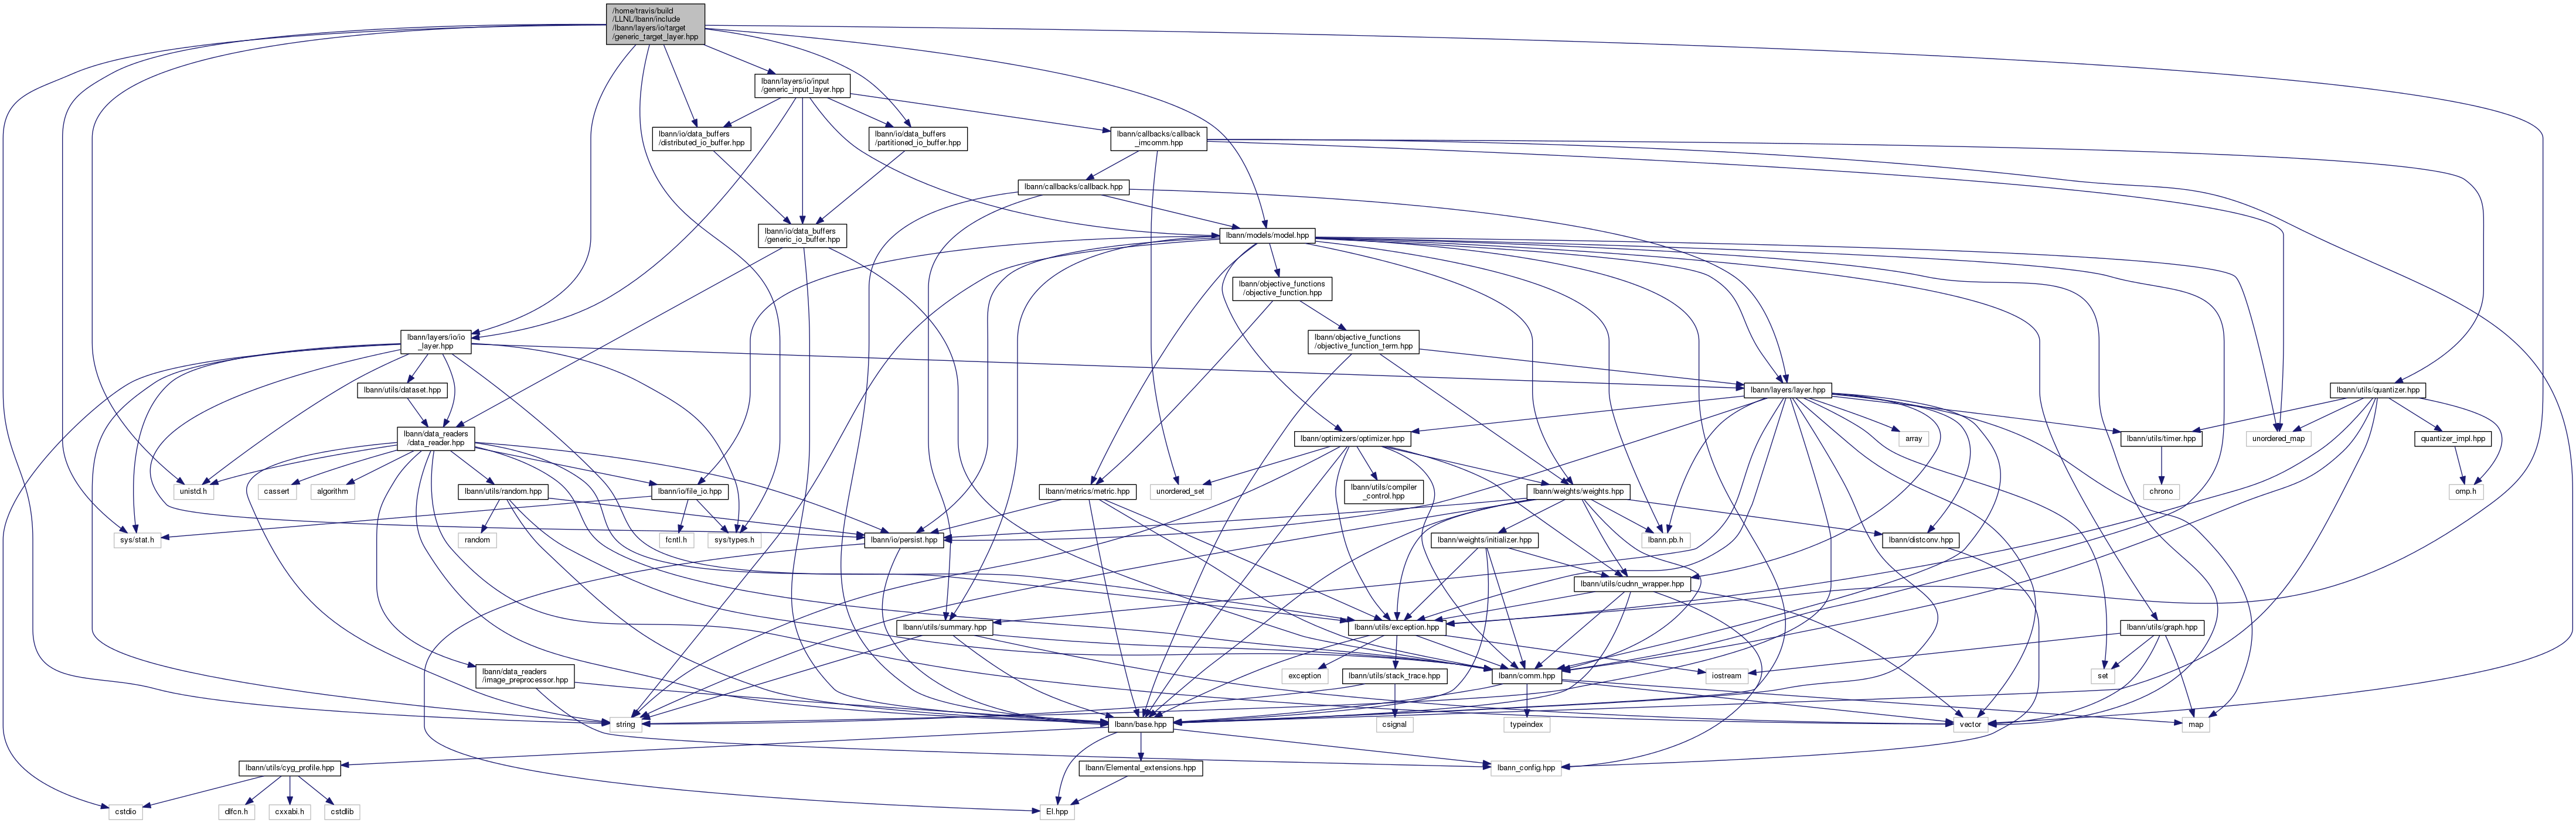 /home/travis/build
/LLNL/lbann/include
/lbann/layers/io/target
/generic_target_layer.hpp
lbann/layers/io/input
/generic_input_layer.hpp
lbann/io/data_buffers
/distributed_io_buffer.hpp
lbann/io/data_buffers
/partitioned_io_buffer.hpp
lbann/callbacks/callback
_imcomm.hpp
lbann/callbacks/callback.hpp
lbann/io/data_buffers
/generic_io_buffer.hpp
lbann/models/model.hpp
lbann/objective_functions
/objective_function.hpp
lbann/layers/io/io
_layer.hpp
lbann/objective_functions
/objective_function_term.hpp
lbann/utils/dataset.hpp
lbann/layers/layer.hpp
lbann/utils/quantizer.hpp
lbann/data_readers
/data_reader.hpp
lbann/optimizers/optimizer.hpp
array
lbann/utils/timer.hpp
unordered_map
quantizer_impl.hpp
unistd.h
cassert
algorithm
lbann/utils/random.hpp
lbann/io/file_io.hpp
lbann/metrics/metric.hpp
unordered_set
lbann/utils/compiler
_control.hpp
lbann/weights/weights.hpp
chrono
omp.h
sys/stat.h
random
fcntl.h
sys/types.h
lbann/io/persist.hpp
lbann/weights/initializer.hpp
lbann.pb.h
lbann/distconv.hpp
lbann/utils/cudnn_wrapper.hpp
lbann/utils/summary.hpp
lbann/utils/exception.hpp
lbann/utils/graph.hpp
lbann/data_readers
/image_preprocessor.hpp
exception
lbann/utils/stack_trace.hpp
lbann/comm.hpp
iostream
set
string
lbann/base.hpp
csignal
typeindex
vector
map
lbann/utils/cyg_profile.hpp
lbann/Elemental_extensions.hpp
lbann_config.hpp
cstdio
dlfcn.h
cxxabi.h
cstdlib
El.hpp